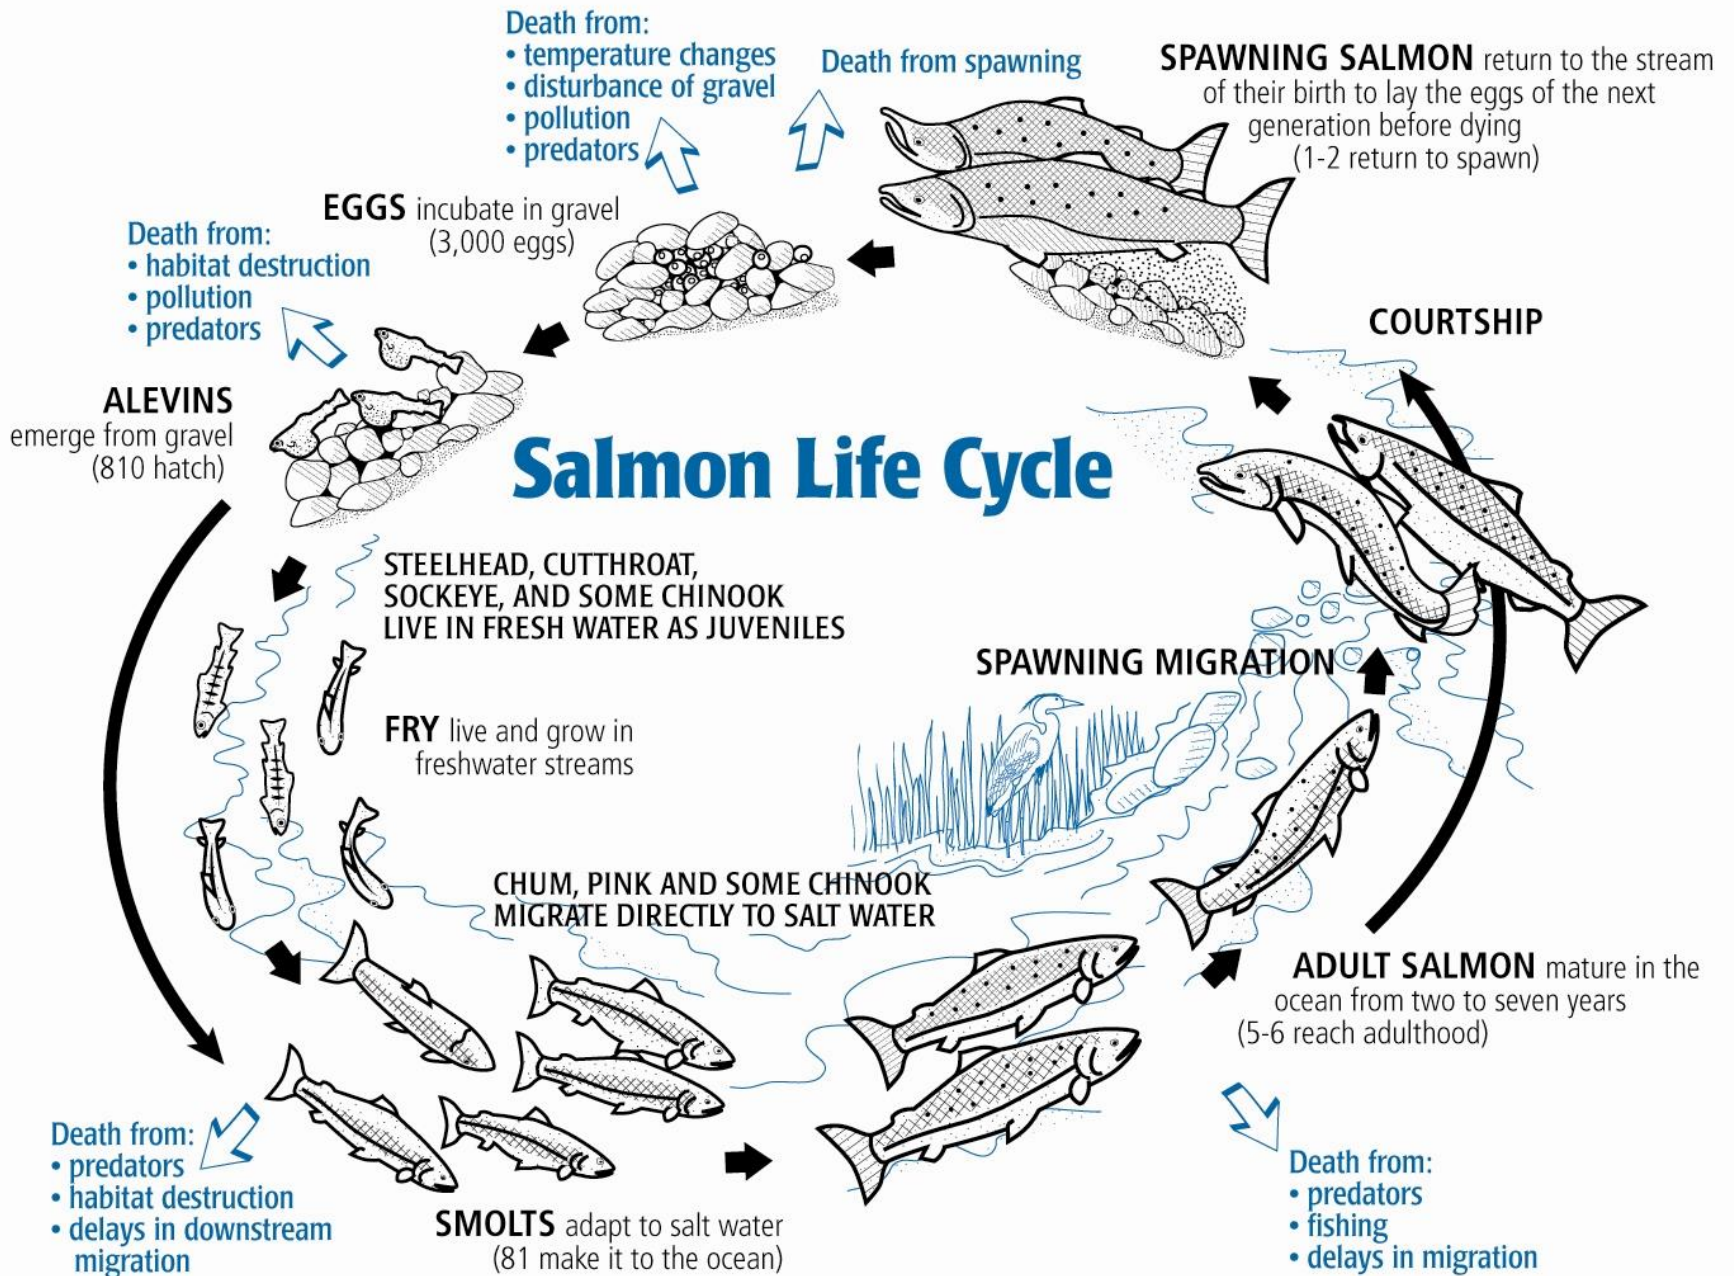 Death from:
• temperature changes
• disturbance of gravel
• pollution
• predators
Death from spawning
SPAWNING SALMON return to the stream
of their birth to lay the eggs of the next
generation before dying
(1-2 return to spawn)
EGGS incubate in gravel
(3,000 eggs)
Death from:
• habitat destruction
• pollution
• predators
COURTSHIP
ALEVINS
emerge from gravel
(810 hatch)
Salmon Life Cycle
STEELHEAD, CUTTHROAT,
SOCKEYE, AND SOME CHINOOK
LIVE IN FRESH WATER AS JUVENILES
SPAWNING MIGRATION
FRY live and grow in
freshwater streams
CHUM, PINK AND SOME CHINOOK
MIGRATE DIRECTLY TO SALT WATER
ADULT SALMON mature in the
ocean from two to seven years
(5-6 reach adulthood)
Death from:
• predators
• habitat destruction
• delays in downstream
migration
SMOLTS adapt to salt water
(81 make it to the ocean)
Death from:
• predators
• fishing
• delays in migration